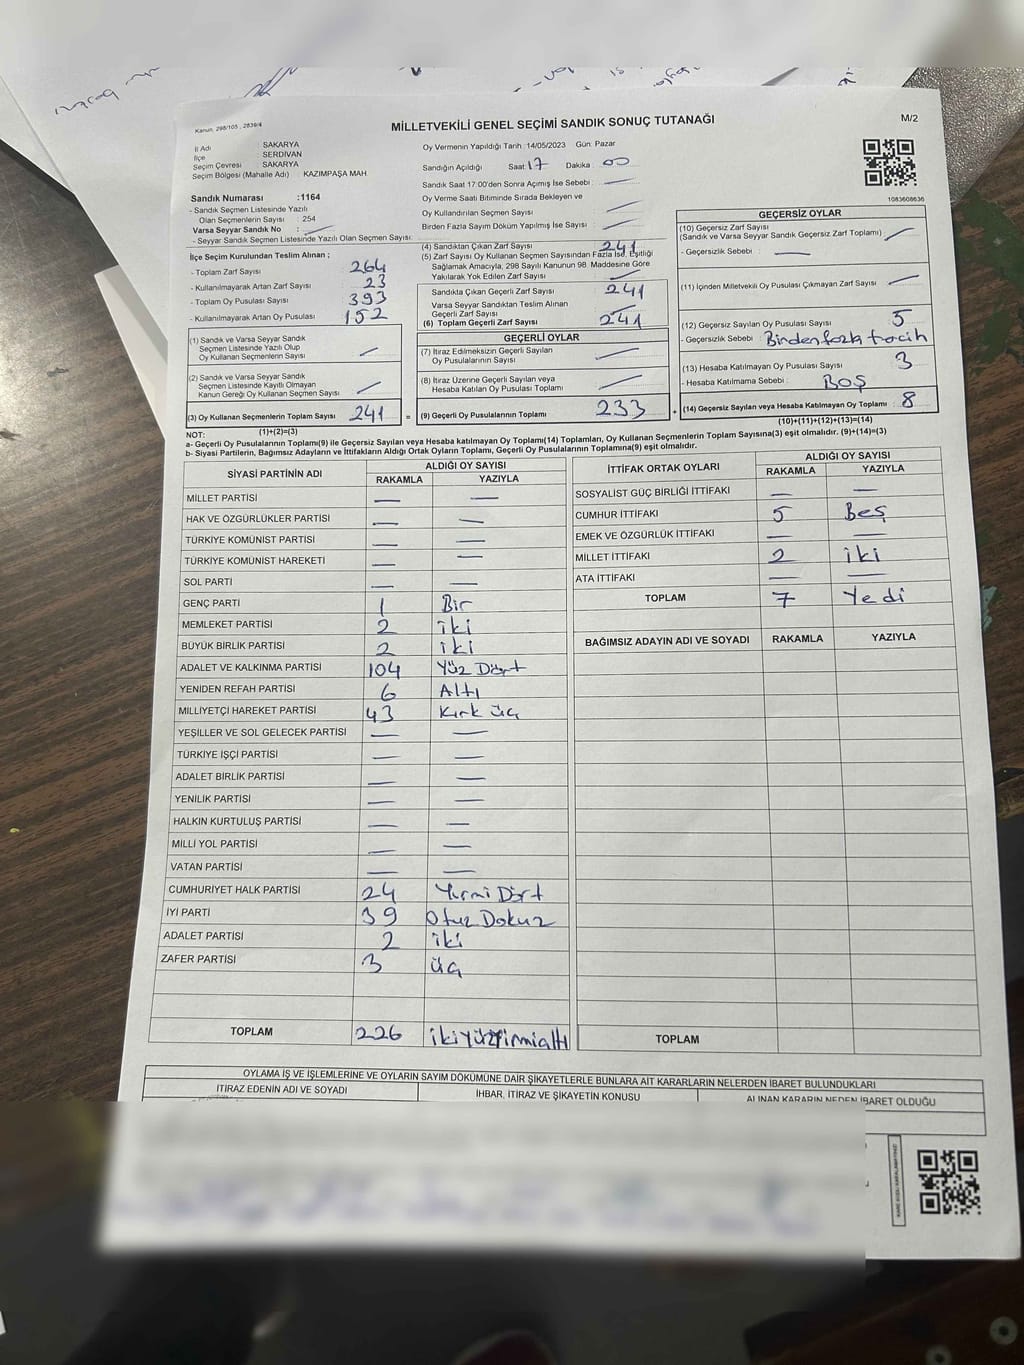 Kanun, 298/105 , 2839/4
MİLLETVEKİLİ GENEL SEÇİMİ SANDIK SONUÇ TUTANAĞI
M/2
İl Adı : SAKARYA
İlçe : SERDİVAN
Seçim Çevresi : SAKARYA
Seçim Bölgesi (Mahalle Adı) : KAZIMPAŞA MAH
Sandık Numarası :1164
- Sandık Seçmen Listesinde Yazılı
Olan Seçmenlerin Sayısı : 254
Varsa Seyyar Sandık No :
- Seyyar Sandık Seçmen Listesinde Yazılı Olan Seçmen Sayısı:
Oy Vermenin Yapıldığı Tarih :14/05/2023 Gün: Pazar
Sandığın Açıldığı Saat: 17 Dakika : 00
Sandık Saat 17:00'den Sonra Açılmış İse Sebebi : —
Oy Verme Saati Bitiminde Sırada Bekleyen ve
Oy Kullandırılan Seçmen Sayısı : —
Birden Fazla Sayım Döküm Yapılmış İse Sayısı : —
1083608636
İlçe Seçim Kurulundan Teslim Alınan ;
- Toplam Zarf Sayısı : 264
- Kullanılmayarak Artan Zarf Sayısı : 23
- Toplam Oy Pusulası Sayısı : 393
- Kullanılmayarak Artan Oy Pusulası : 152
(1) Sandık ve Varsa Seyyar Sandık
Seçmen Listesinde Yazılı Olup
Oy Kullanan Seçmenlerin Sayısı : —
(2) Sandık ve Varsa Seyyar Sandık
Seçmen Listesinde Kayıtlı Olmayan
Kanun Gereği Oy Kullanan Seçmen Sayısı : —
(3) Oy Kullanan Seçmenlerin Toplam Sayısı : 241 =
(1)+(2)=(3)
(4) Sandıktan Çıkan Zarf Sayısı : 241
(5) Zarf Sayısı Oy Kullanan Seçmen Sayısından Fazla İse, Eşitliği
Sağlamak Amacıyla, 298 Sayılı Kanunun 98. Maddesine Göre
Yakılarak Yok Edilen Zarf Sayısı : —
Sandıkta Çıkan Geçerli Zarf Sayısı : 241
Varsa Seyyar Sandıktan Teslim Alınan
Geçerli Zarf Sayısı : —
(6) Toplam Geçerli Zarf Sayısı : 241
GEÇERLİ OYLAR
(7) İtiraz Edilmeksizin Geçerli Sayılan
Oy Pusulalarının Sayısı : —
(8) İtiraz Üzerine Geçerli Sayılan veya
Hesaba Katılan Oy Pusulası Toplamı : —
(9) Geçerli Oy Pusulalarının Toplamı : 233 +
GEÇERSİZ OYLAR
(10) Geçersiz Zarf Sayısı
(Sandık ve Varsa Seyyar Sandık Geçersiz Zarf Toplamı) : —
- Geçersizlik Sebebi : —
(11) İçinden Milletvekili Oy Pusulası Çıkmayan Zarf Sayısı : —
(12) Geçersiz Sayılan Oy Pusulası Sayısı : 5
- Geçersizlik Sebebi : Birden fazla tercih
(13) Hesaba Katılmayan Oy Pusulası Sayısı : 3
- Hesaba Katılmama Sebebi : BOŞ
(14) Geçersiz Sayılan veya Hesaba Katılmayan Oy Toplamı : 8
(10)+(11)+(12)+(13)=(14)
NOT:
a- Geçerli Oy Pusulalarının Toplamı(9) ile Geçersiz Sayılan veya Hesaba katılmayan Oy Toplamı(14) Toplamları, Oy Kullanan Seçmenlerin Toplam Sayısına(3) eşit olmalıdır. (9)+(14)=(3)
b- Siyasi Partilerin, Bağımsız Adayların ve İttifakların Aldığı Ortak Oyların Toplamı, Geçerli Oy Pusulalarının Toplamına(9) eşit olmalıdır.
SİYASİ PARTİNİN ADI ALDIĞI OY SAYISI
RAKAMLA YAZIYLA
MİLLET PARTİSİ — —
HAK VE ÖZGÜRLÜKLER PARTİSİ — —
TÜRKİYE KOMÜNİST PARTİSİ — —
TÜRKİYE KOMÜNİST HAREKETİ — —
SOL PARTİ — —
GENÇ PARTİ 1 Bir
MEMLEKET PARTİSİ 2 iki
BÜYÜK BİRLİK PARTİSİ 2 iki
ADALET VE KALKINMA PARTİSİ 104 Yüz Dört
YENİDEN REFAH PARTİSİ 6 Altı
MİLLİYETÇİ HAREKET PARTİSİ 43 Kırk üç
YEŞİLLER VE SOL GELECEK PARTİSİ — —
TÜRKİYE İŞÇİ PARTİSİ — —
ADALET BİRLİK PARTİSİ — —
YENİLİK PARTİSİ — —
HALKIN KURTULUŞ PARTİSİ — —
MİLLİ YOL PARTİSİ — —
VATAN PARTİSİ — —
CUMHURİYET HALK PARTİSİ 24 Yirmi Dört
İYİ PARTİ 39 Otuz Dokuz
ADALET PARTİSİ 2 iki
ZAFER PARTİSİ 3 üç
TOPLAM 226 ikiyüzyirmialtı
İTTİFAK ORTAK OYLARI ALDIĞI OY SAYISI
RAKAMLA YAZIYLA
SOSYALİST GÜÇ BİRLİĞİ İTTİFAKI — —
CUMHUR İTTİFAKI 5 Beş
EMEK VE ÖZGÜRLÜK İTTİFAKI — —
MİLLET İTTİFAKI 2 iki
ATA İTTİFAKI — —
TOPLAM 7 Yedi
BAĞIMSIZ ADAYIN ADI VE SOYADI RAKAMLA YAZIYLA
TOPLAM
OYLAMA İŞ VE İŞLEMLERİNE VE OYLARIN SAYIM DÖKÜMÜNE DAİR ŞİKAYETLERLE BUNLARA AİT KARARLARIN NELERDEN İBARET BULUNDUKLARI
İTİRAZ EDENİN ADI VE SOYADI İHBAR, İTİRAZ VE ŞİKAYETİN KONUSU ALINAN KARARIN NEDEN İBARET OLDUĞU